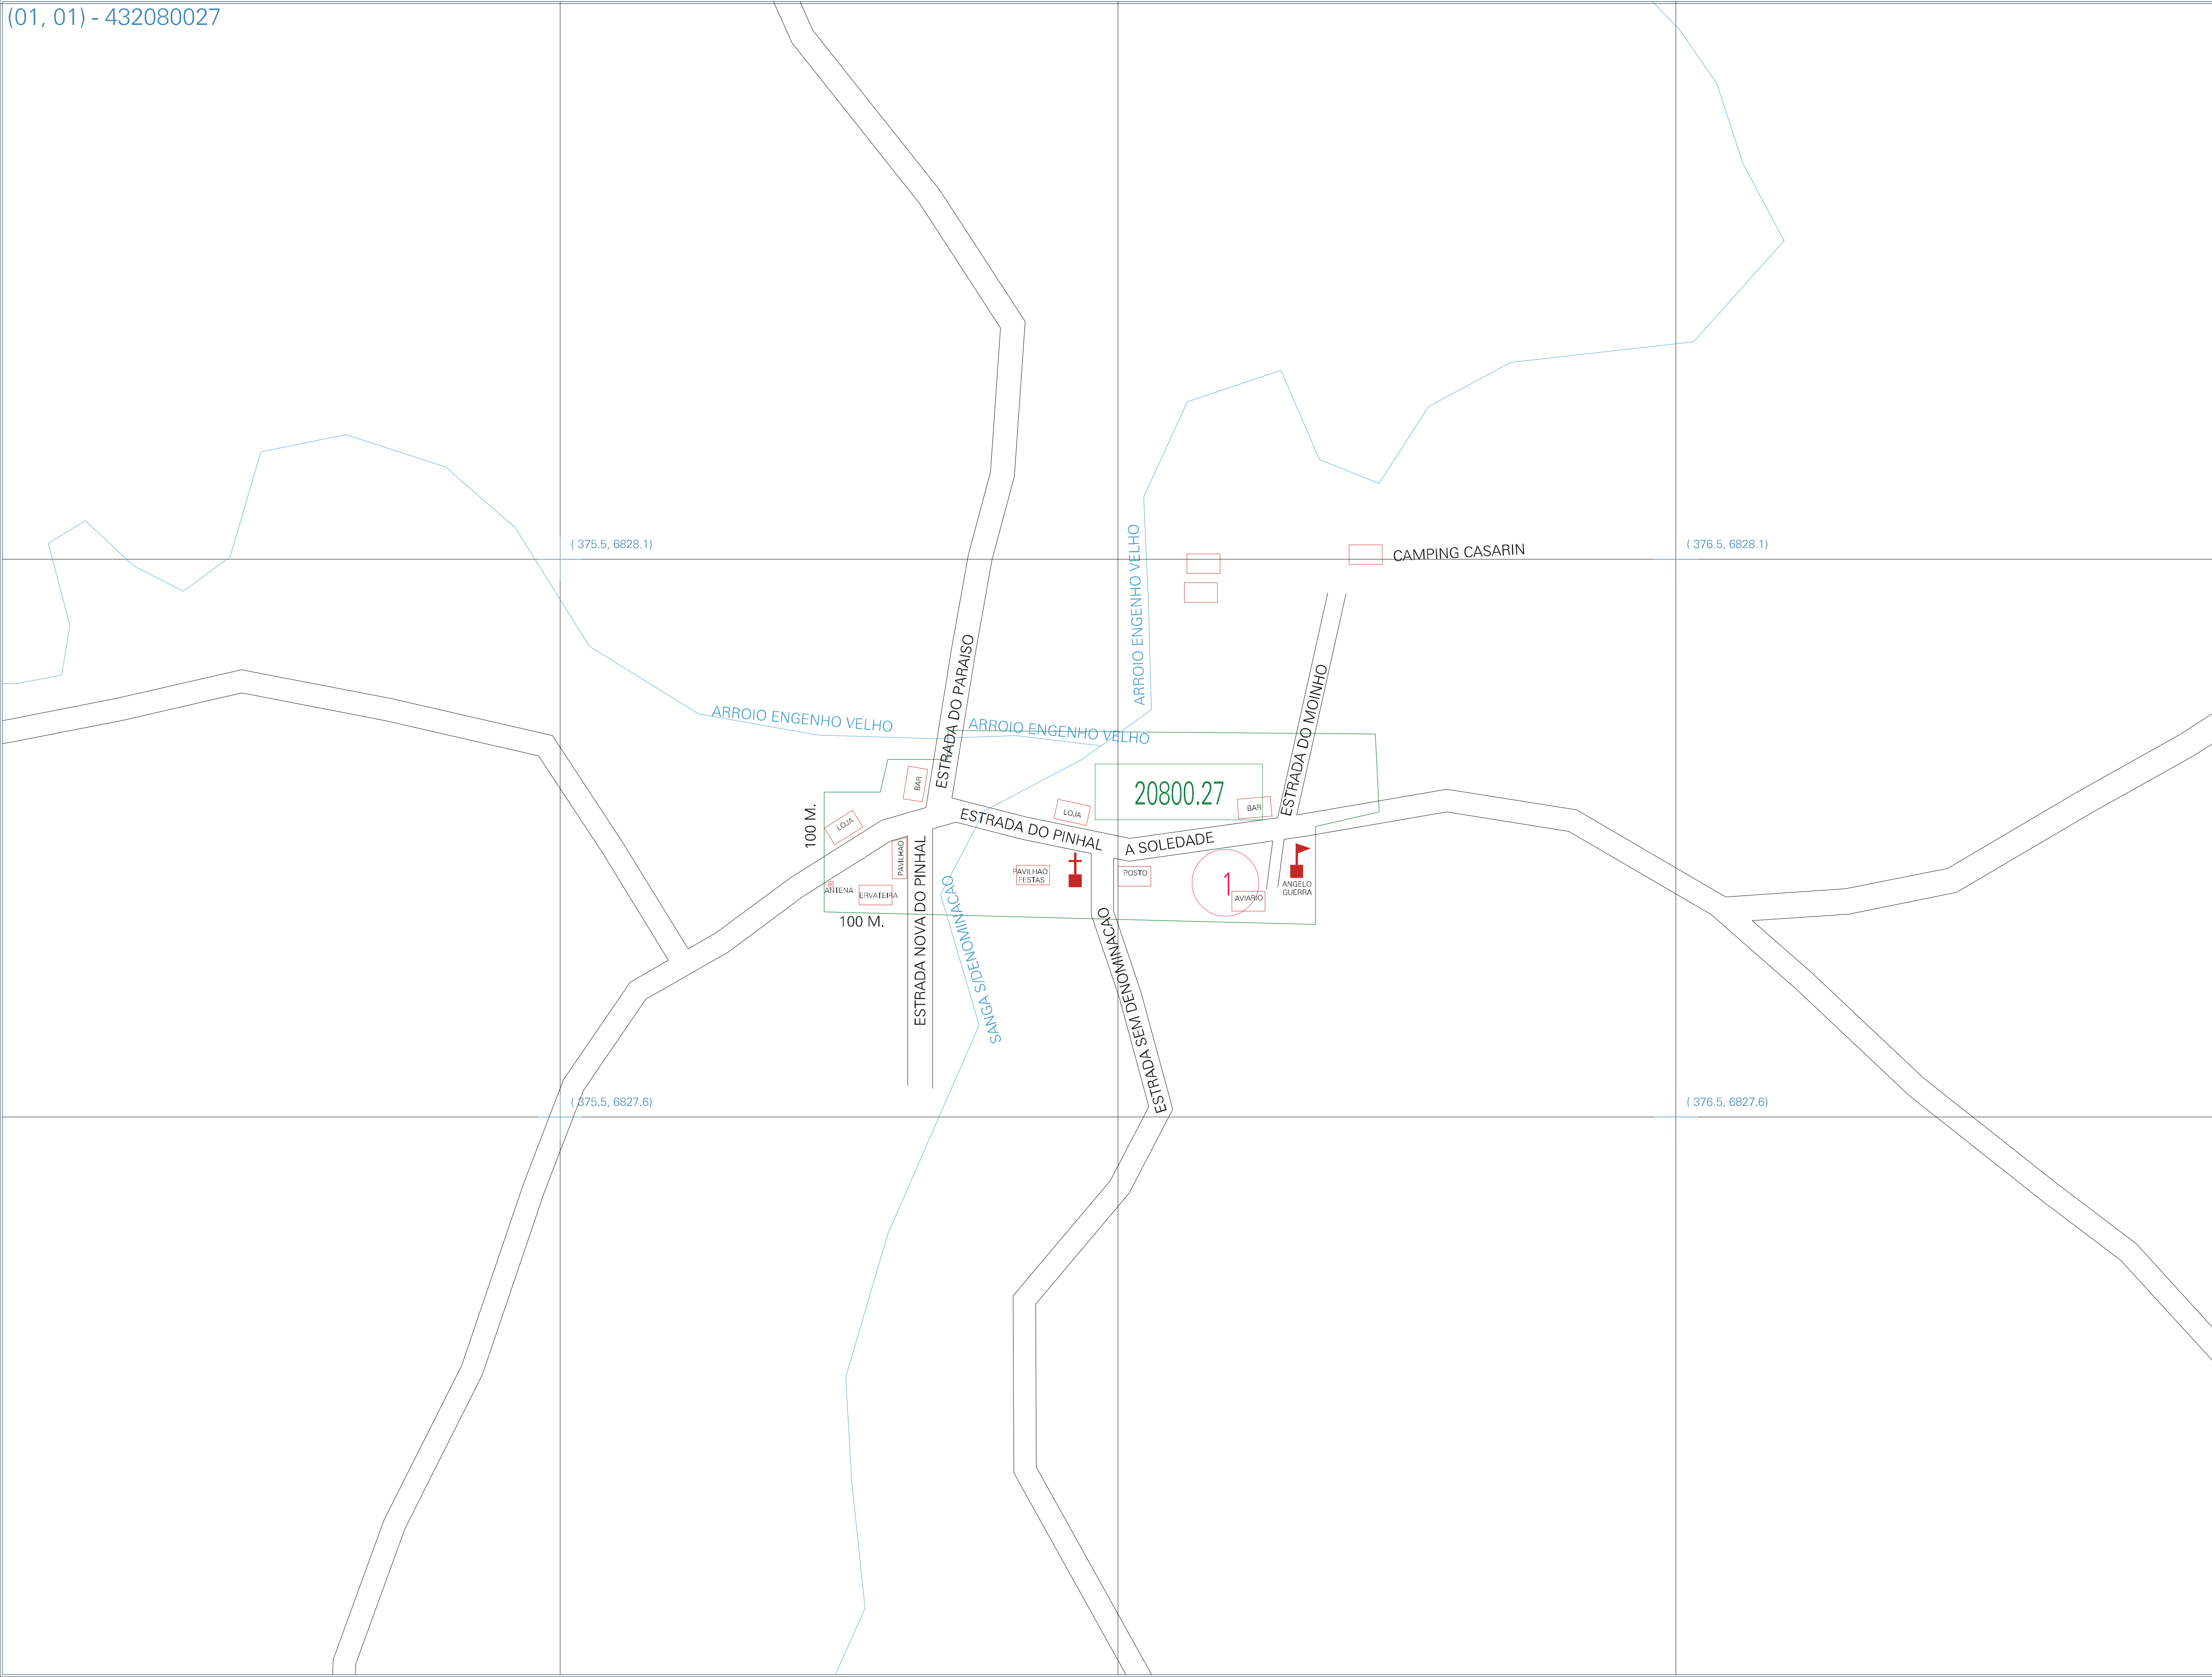 (01, 01) - 432080027
( 375.5, 6828.1)
( 376.5, 6828.1)
CAMPING CASARIN
ARROIO ENGENHO VELHO
ESTRADA DO PARAISO
ESTRADA DO MOINHO
ARROIO ENGENHO VELHO
ARROIO ENGENHO VELHO
BAR
20800.27
100 M.
LOJA
LOJA
BAR
ESTRADA DO PINHAL
A SOLEDADE
PAVILHAO
ANTENA
ERVATEIRA
PAVILHAO
FESTAS
POSTO
1
AVIARIO
ANGELO
GUERRA
100 M.
ESTRADA NOVA DO PINHAL
SANGA S/DENOMINACAO
ESTRADA SEM DENOMINACAO
( 375.5, 6827.6)
( 376.5, 6827.6)